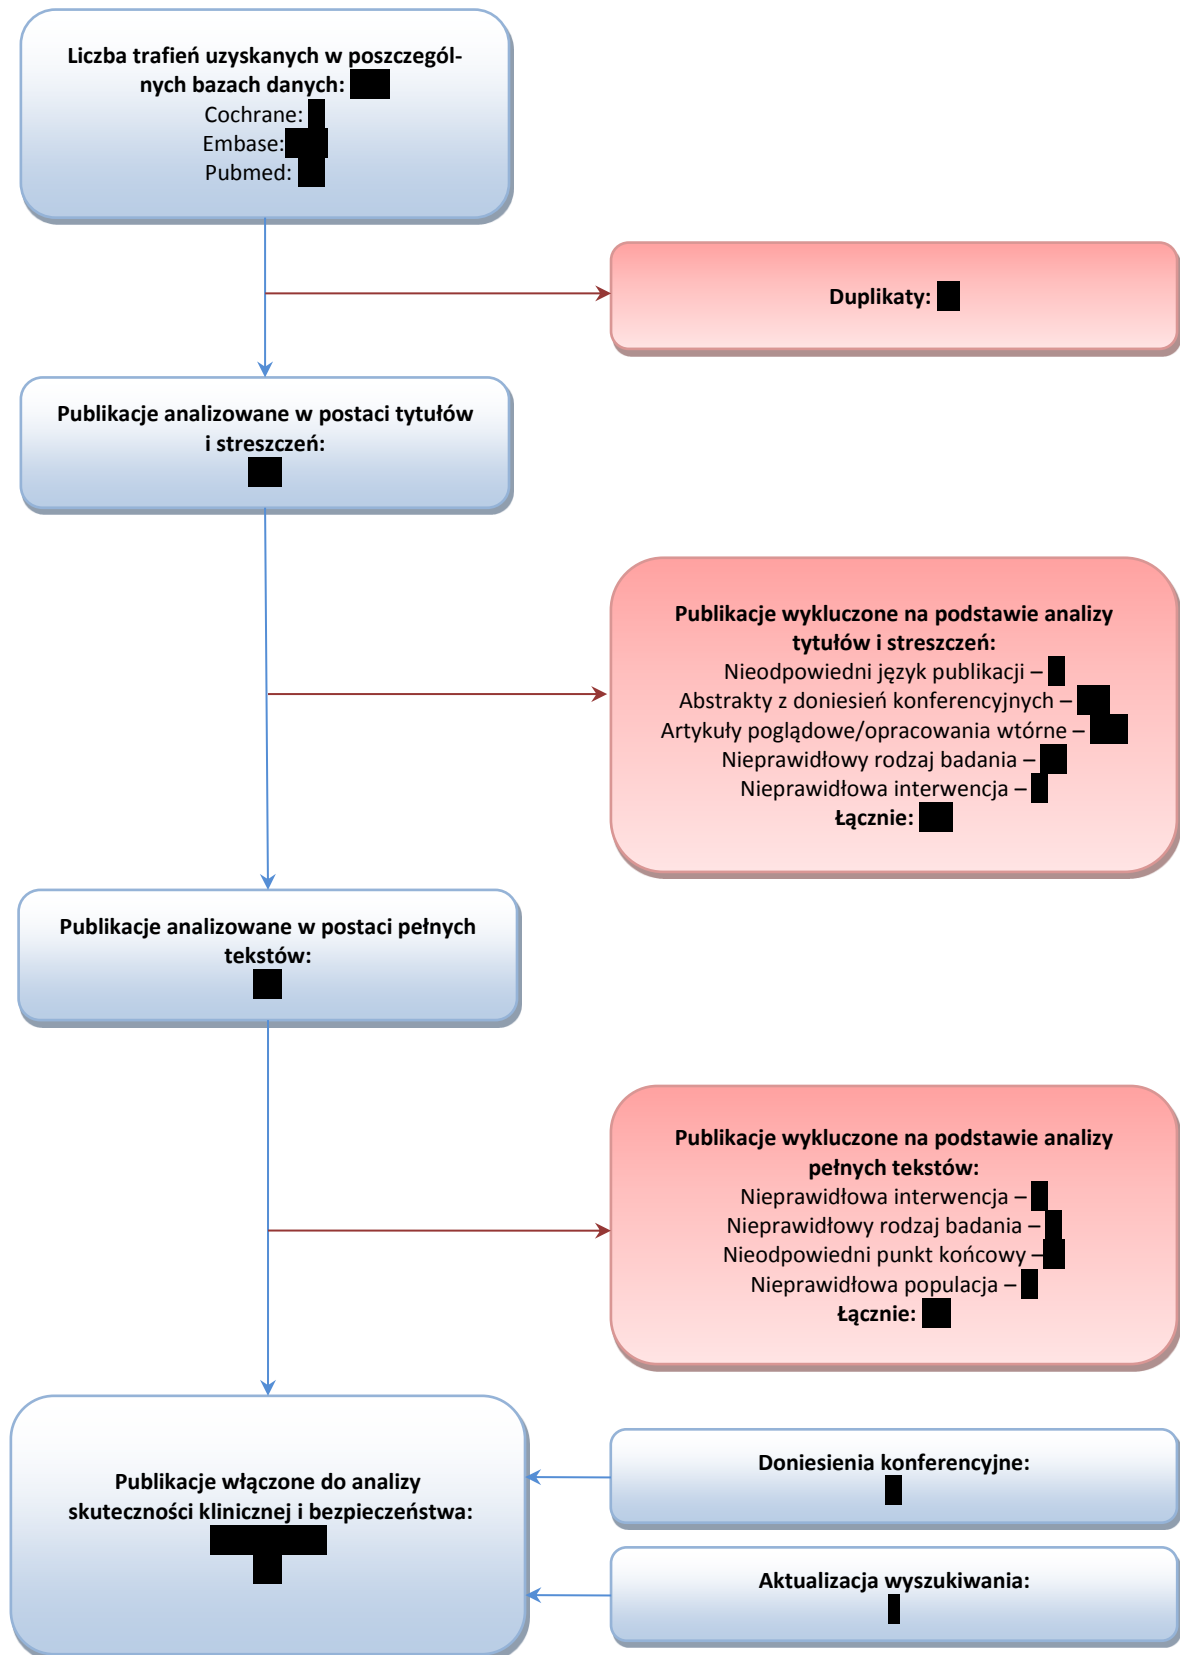 Liczba trafień uzyskanych w poszczegól-
nych bazach danych:
Cochrane:
Embase:
Pubmed:
Duplikaty:
Publikacje analizowane w postaci tytułów
i streszczeń:
Publikacje wykluczone na podstawie analizy
tytułów i streszczeń:
Nieodpowiedni język publikacji –
Abstrakty z doniesień konferencyjnych –
Artykuły poglądowe/opracowania wtórne –
Nieprawidłowy rodzaj badania –
Nieprawidłowa interwencja –
Łącznie:
Publikacje analizowane w postaci pełnych
tekstów:
Publikacje wykluczone na podstawie analizy
pełnych tekstów:
Nieprawidłowa interwencja –
Nieprawidłowy rodzaj badania –
Nieodpowiedni punkt końcowy –
Nieprawidłowa populacja –
Łącznie:
Publikacje włączone do analizy
skuteczności klinicznej i bezpieczeństwa:
Doniesienia konferencyjne:
Aktualizacja wyszukiwania: